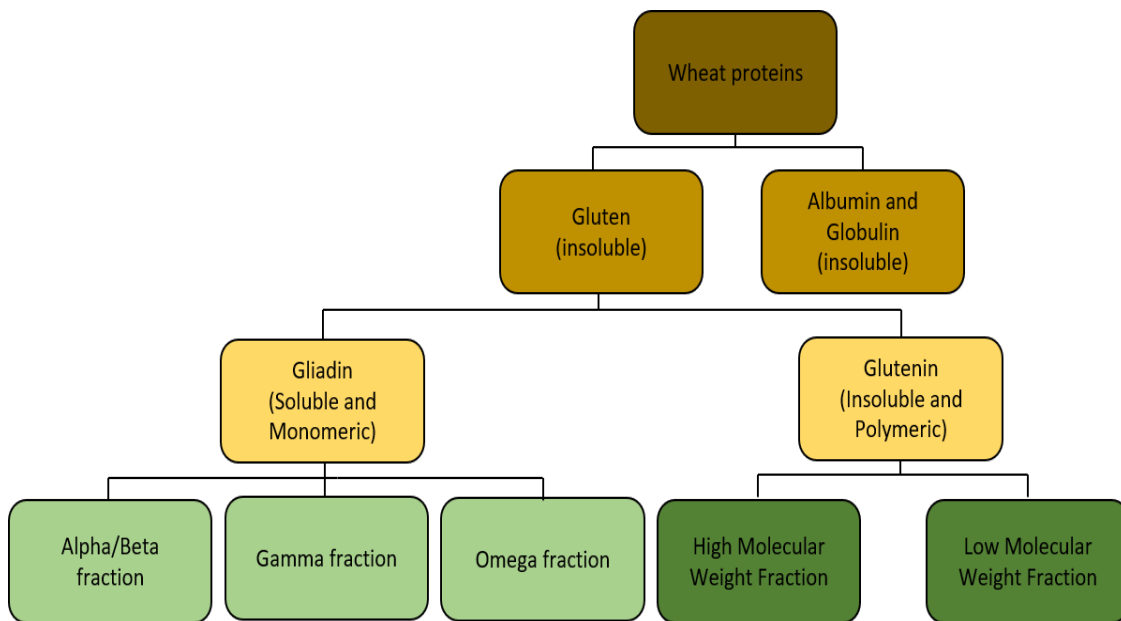 Wheat proteins
Gluten
(insoluble)
Albumin and
Globulin
(insoluble)
Gliadin
(Soluble and
Monomeric)
Glutenin
(Insoluble and
Polymeric)
Alpha/Beta
fraction
Gamma fraction
Omega fraction
High Molecular
Weight Fraction
Low Molecular
Weight Fraction